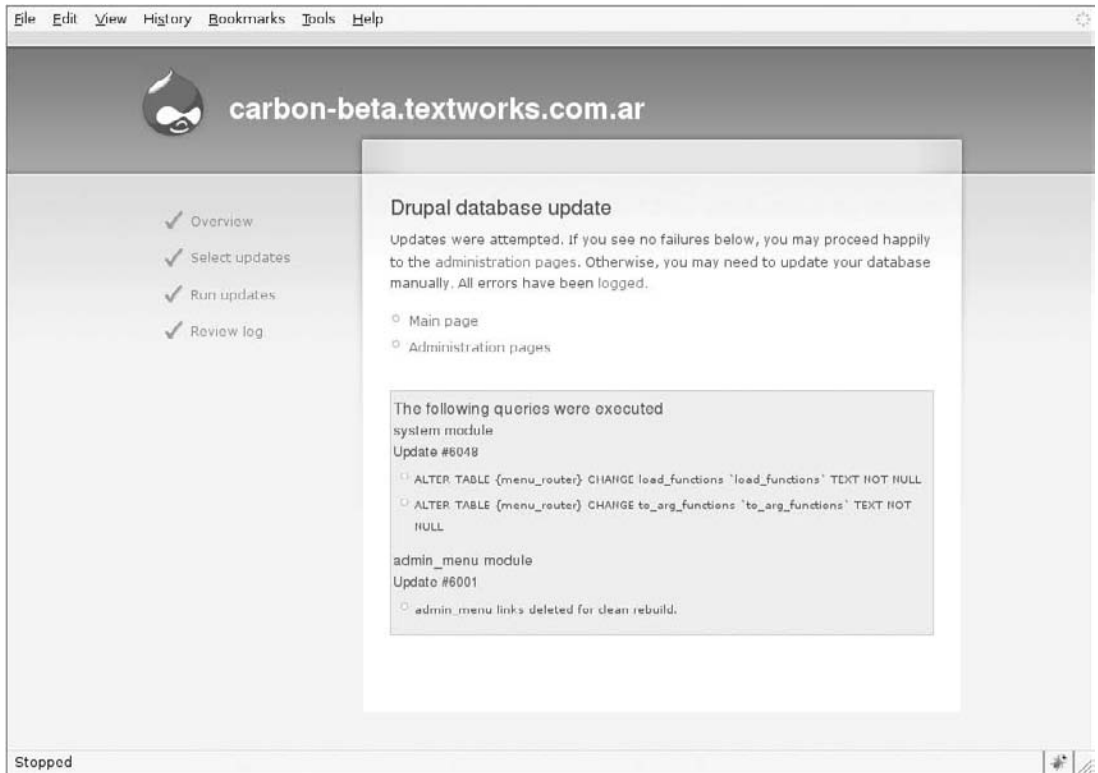 File Edit View History Bookmarks Tools Help
carbon-beta.textworks.com.ar
Overview
Select updates
Run updates
Review log
Drupal database update
Updates were attempted. If you see no failures below, you may proceed happily
to the administration pages. Otherwise, you may need to update your database
manually. All errors have been logged.
Main page
Administration pages
The following queries were executed
system module
Update #6048
ALTER TABLE {menu_router} CHANGE load_functions `load_functions` TEXT NOT NULL
ALTER TABLE {menu_router} CHANGE to_arg_functions `to_arg_functions` TEXT NOT
NULL
admin_menu module
Update #6001
admin_menu links deleted for clean rebuild.
Stopped